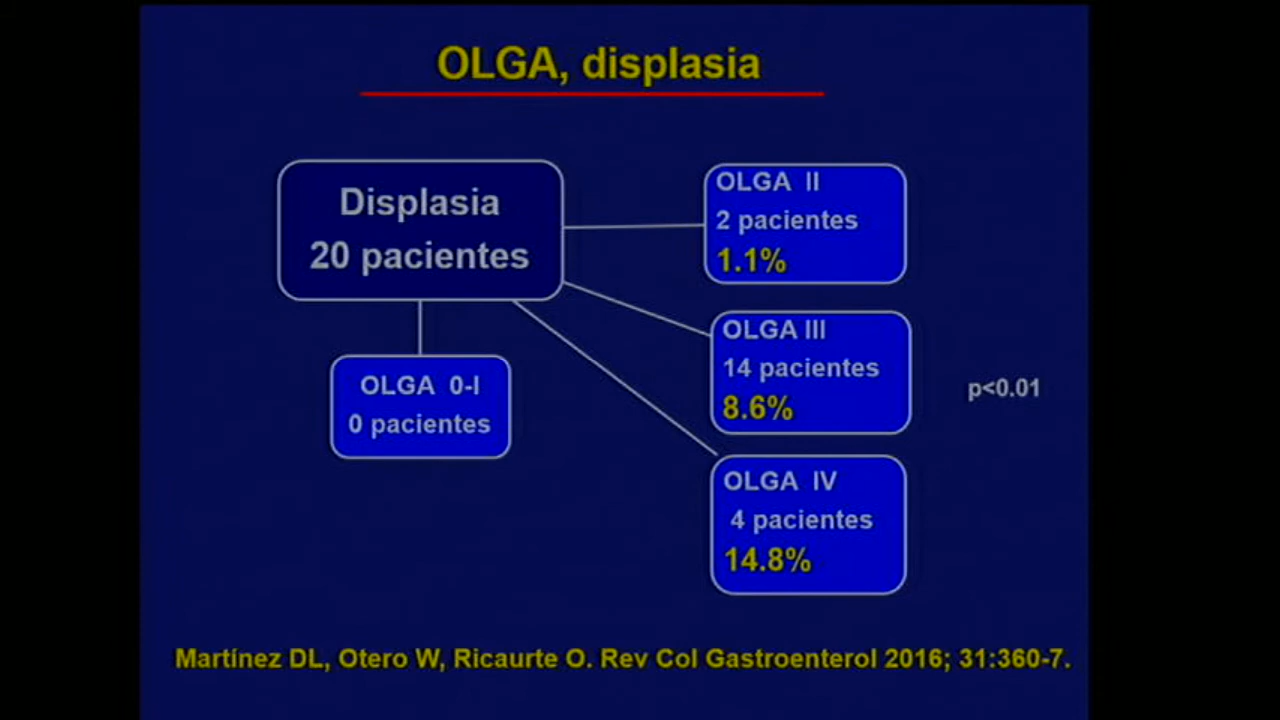 OLGA, displasia
Displasia
20 pacientes
OLGA 0-I
0 pacientes
OLGA II
2 pacientes
1.1%
OLGA III
14 pacientes
8.6%
OLGA IV
4 pacientes
14.8%
p<0.01
Martínez DL, Otero W, Ricaurte O. Rev Col Gastroenterol 2016; 31:360-7.